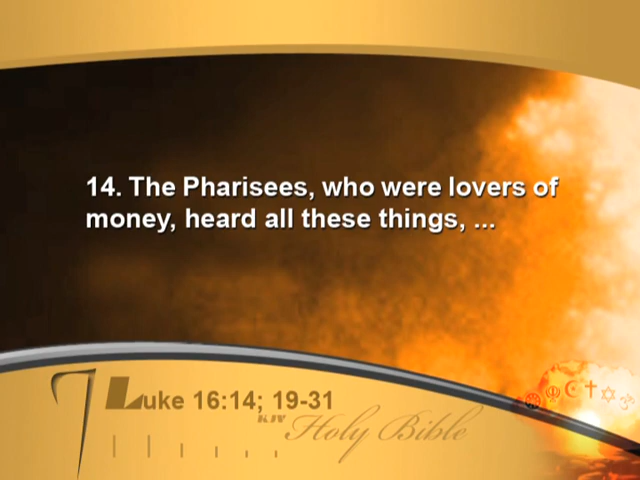 14. The Pharisees, who were lovers of
money, heard all these things, ...
Luke 16:14; 19-31
KJV Holy Bible